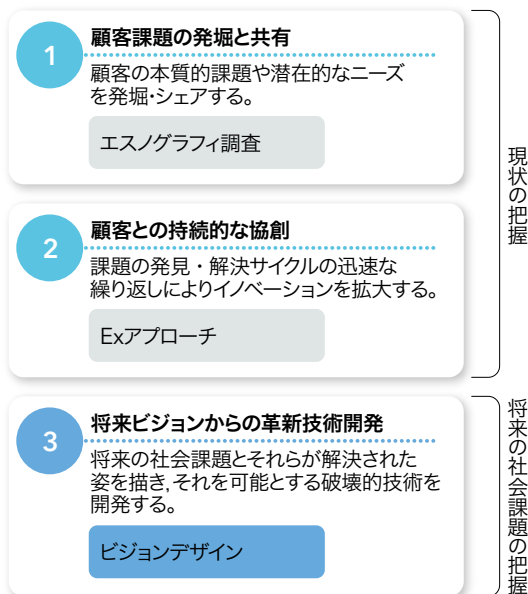 1
顧客課題の発掘と共有
顧客の本質的課題や潜在的なニーズ
を発掘・シェアする。
エスノグラフィ調査
2
顧客との持続的な協創
課題の発見・解決サイクルの迅速な
繰り返しによりイノベーションを拡大する。
Exアプローチ
現状の把握
3
将来ビジョンからの革新技術開発
将来の社会課題とそれらが解決された
姿を描き,それを可能とする破壊的技術を
開発する。
ビジョンデザイン
将来の社会課題の把握